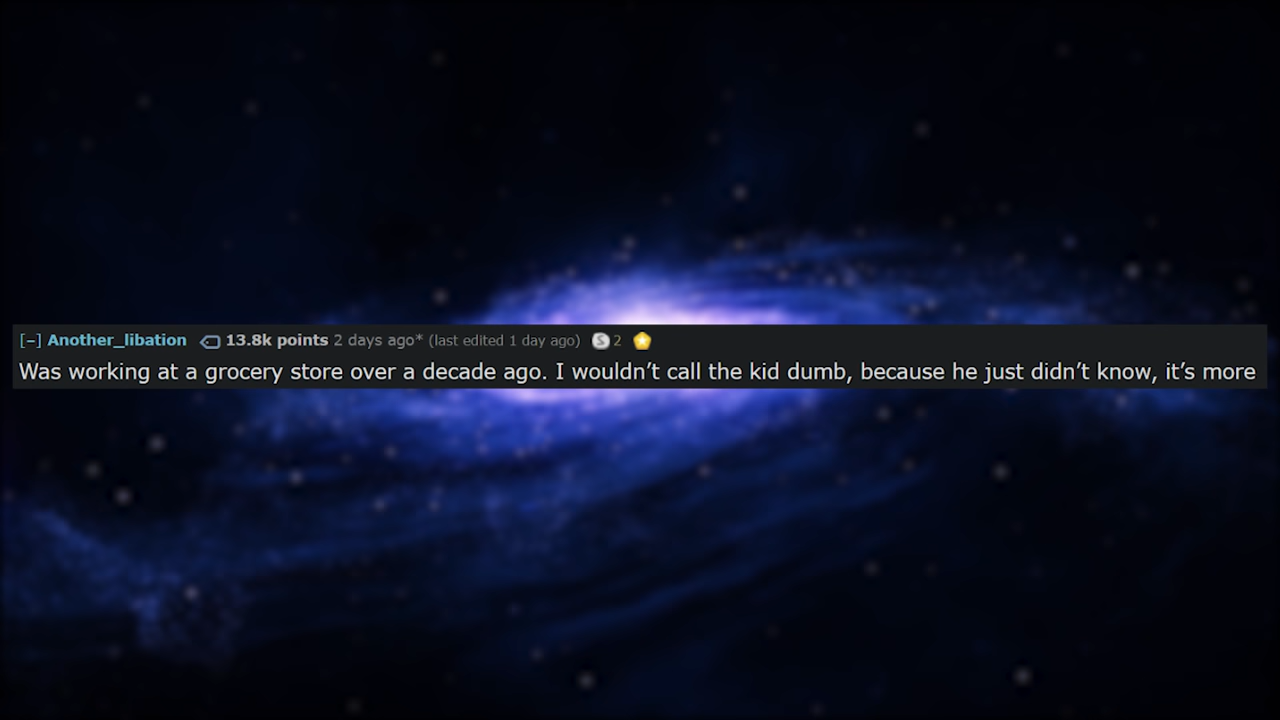 [–] Another_libation 13.8k points 2 days ago* (last edited 1 day ago) S 2
Was working at a grocery store over a decade ago. I wouldn’t call the kid dumb, because he just didn’t know, it’s more